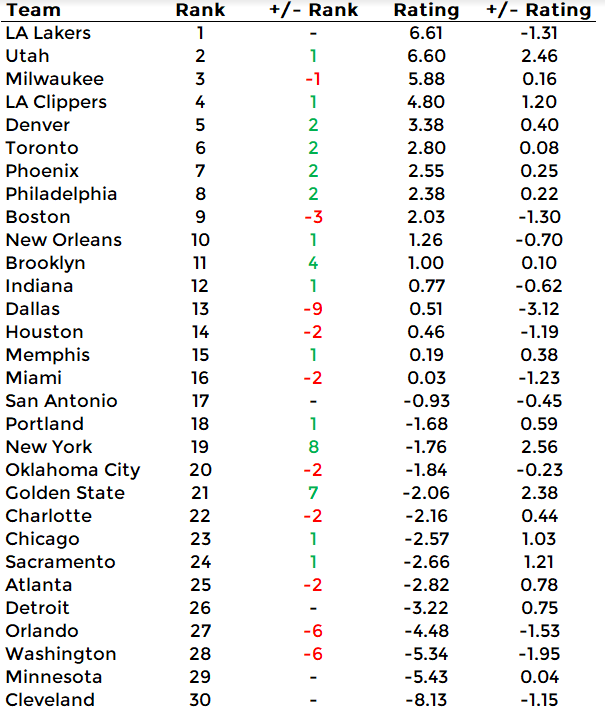 Team Rank +/- Rank Rating +/- Rating
LA Lakers 1 - 6.61 -1.31
Utah 2 1 6.60 2.46
Milwaukee 3 -1 5.88 0.16
LA Clippers 4 1 4.80 1.20
Denver 5 2 3.38 0.40
Toronto 6 2 2.80 0.08
Phoenix 7 2 2.55 0.25
Philadelphia 8 2 2.38 0.22
Boston 9 -3 2.03 -1.30
New Orleans 10 1 1.26 -0.70
Brooklyn 11 4 1.00 0.10
Indiana 12 1 0.77 -0.62
Dallas 13 -9 0.51 -3.12
Houston 14 -2 0.46 -1.19
Memphis 15 1 0.19 0.38
Miami 16 -2 0.03 -1.23
San Antonio 17 - -0.93 -0.45
Portland 18 1 -1.68 0.59
New York 19 8 -1.76 2.56
Oklahoma City 20 -2 -1.84 -0.23
Golden State 21 7 -2.06 2.38
Charlotte 22 -2 -2.16 0.44
Chicago 23 1 -2.57 1.03
Sacramento 24 1 -2.66 1.21
Atlanta 25 -2 -2.82 0.78
Detroit 26 - -3.22 0.75
Orlando 27 -6 -4.48 -1.53
Washington 28 -6 -5.34 -1.95
Minnesota 29 - -5.43 0.04
Cleveland 30 - -8.13 -1.15